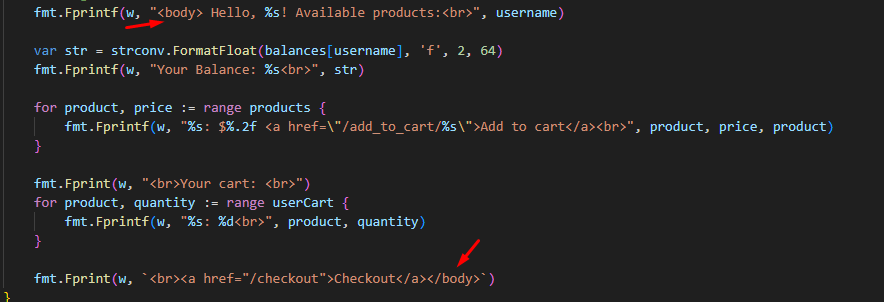 fmt.Fprintf(w, "<body> Hello, %s! Available products:<br>", username)
var str = strconv.FormatFloat(balances[username], 'f', 2, 64)
fmt.Fprintf(w, "Your Balance: %s<br>", str)
for product, price := range products {
fmt.Fprintf(w, "%s: $%.2f <a href=\"/add_to_cart/%s\">Add to cart</a><br>", product, price, product)
}
fmt.Fprint(w, "<br>Your cart: <br>")
for product, quantity := range userCart {
fmt.Fprintf(w, "%s: %d<br>", product, quantity)
}
fmt.Fprint(w, `<br><a href="/checkout">Checkout</a></body>`)
}